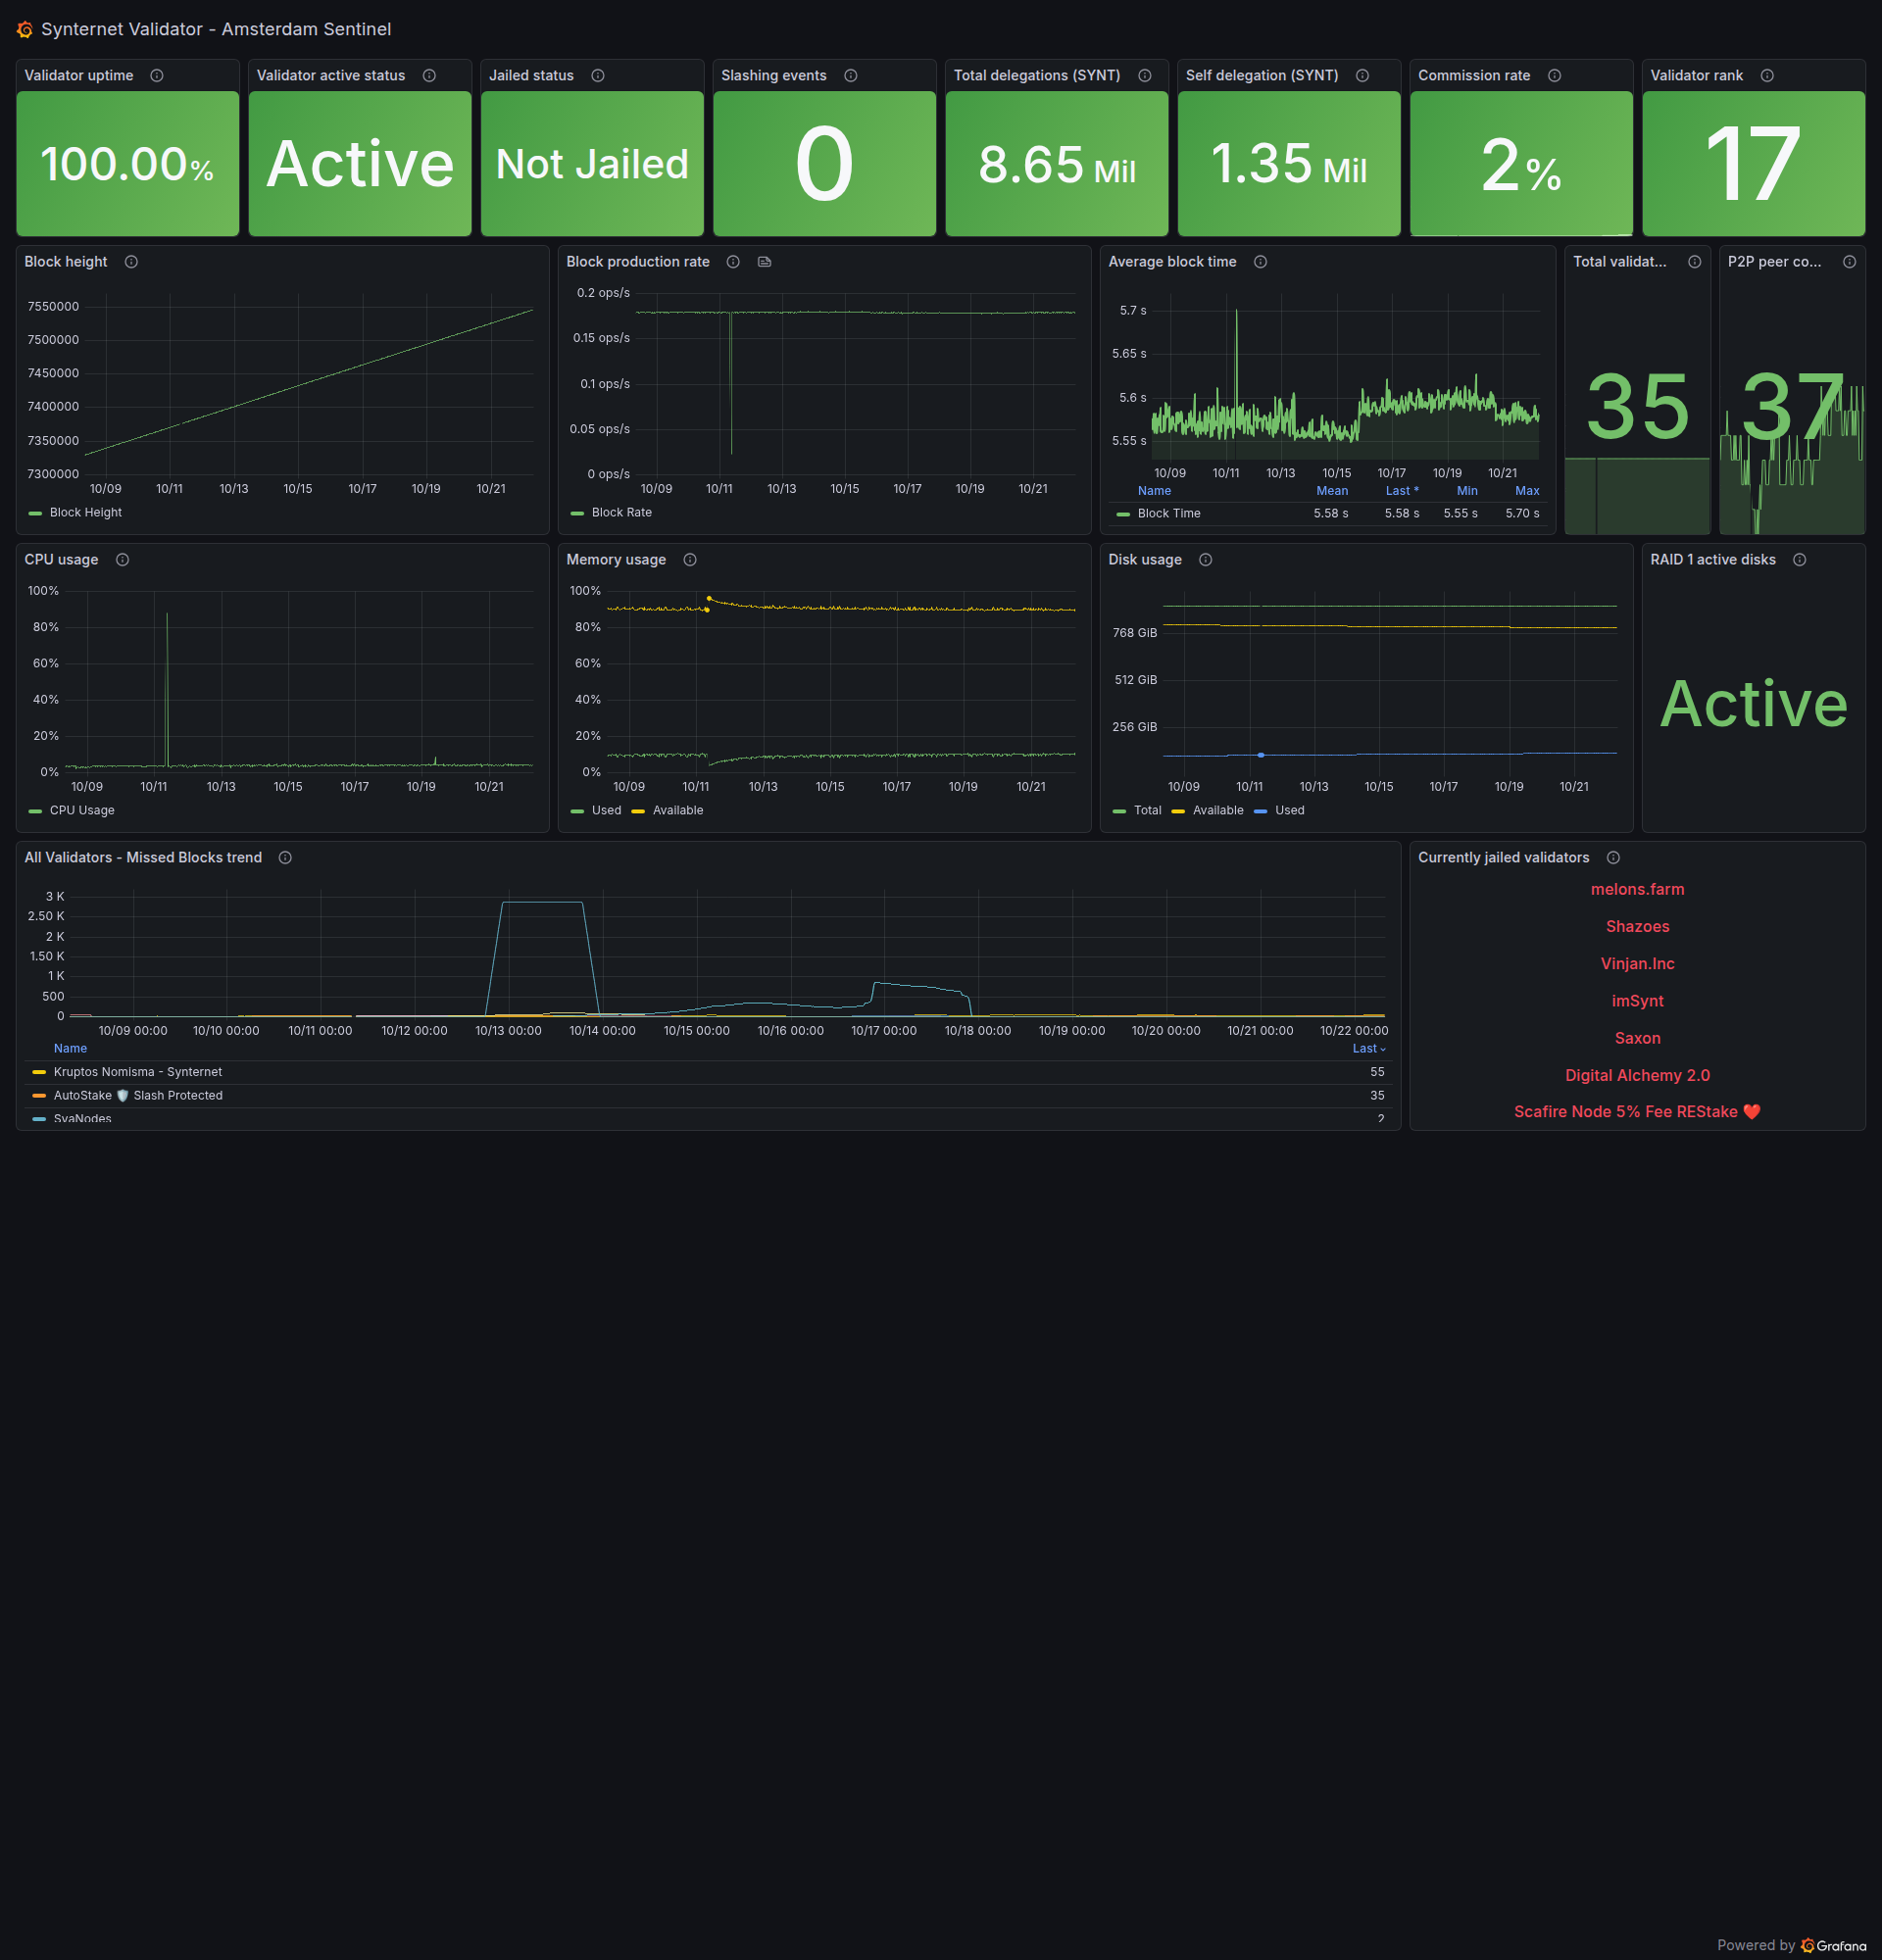 Synternet Validator - Amsterdam Sentinel
Validator uptime
100.00%
Validator active status
Active
Jailed status
Not Jailed
Slashing events
0
Total delegations (SYNT)
8.65 Mil
Self delegation (SYNT)
1.35 Mil
Commission rate
2%
Validator rank
17
Block height
7550000
7500000
7450000
7400000
7350000
7300000
10/09 10/11 10/13 10/15 10/17 10/19 10/21
Block Height
Block production rate
0.2 ops/s
0.15 ops/s
0.1 ops/s
0.05 ops/s
0 ops/s
10/09 10/11 10/13 10/15 10/17 10/19 10/21
Block Rate
Average block time
5.7 s
5.65 s
5.6 s
5.55 s
10/09 10/11 10/13 10/15 10/17 10/19 10/21
Name Mean Last * Min Max
Block TIme 5.58 s 5.58 s 5.55 s 5.70 s
Total validat...
35
P2P peer co...
37
CPU usage
100%
80%
60%
40%
20%
0%
10/09 10/11 10/13 10/15 10/17 10/19 10/21
CPU Usage
Memory usage
100%
80%
60%
40%
20%
0%
10/09 10/11 10/13 10/15 10/17 10/19 10/21
Used Available
Disk usage
768 GiB
512 GiB
256 GiB
10/09 10/11 10/13 10/15 10/17 10/19 10/21
Total Available Used
RAID 1 active disks
Active
All Validators - Missed Blocks trend
3 K
2.50 K
2 K
1.50 K
1 K
500
0
10/09 00:00 10/10 00:00 10/11 00:00 10/12 00:00 10/13 00:00 10/14 00:00 10/15 00:00 10/16 00:00 10/17 00:00 10/18 00:00 10/19 00:00 10/20 00:00 10/21 00:00 10/22 00:00
Name Last
Kruptos Nomisma - Synternet 55
AutoStake 🛡️ Slash Protected 35
2
Currently jailed validators
melons.farm
Shazoes
Vinjan.Inc
imSynt
Saxon
Digital Alchemy 2.0
Scafire Node 5% Fee REStake ❤️
Powered by Grafana